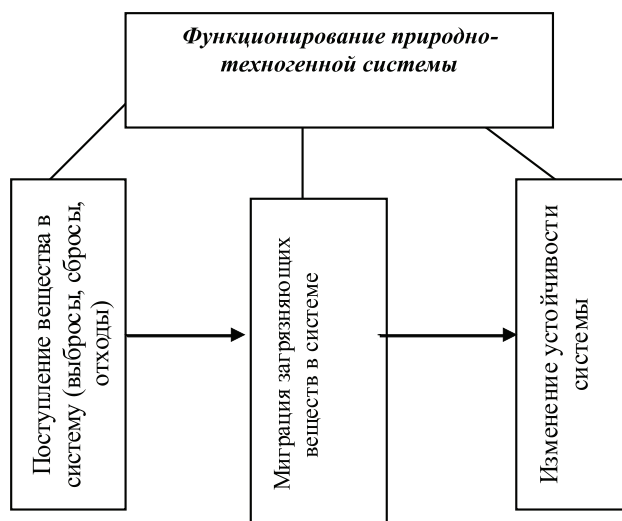 Функционирование природно-
техногенной системы
Поступление вещества в
систему (выбросы, сбросы,
отходы)
Миграция загрязняющих
веществ в системе
Изменение устойчивости
системы